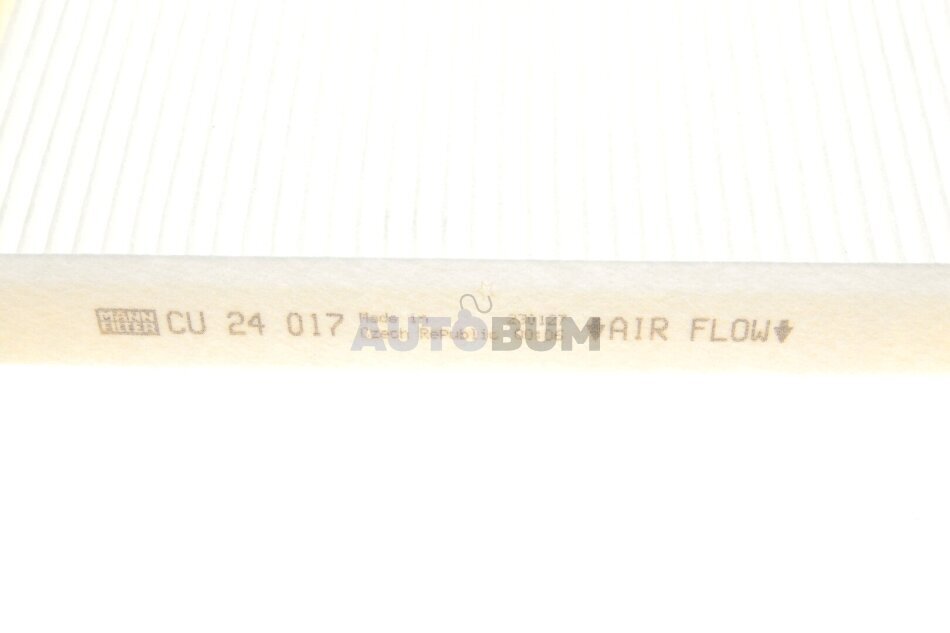 MANN
FILTER
CU 24 017
Made in
Czech Republic
AUTOBUM
AIR FLOW